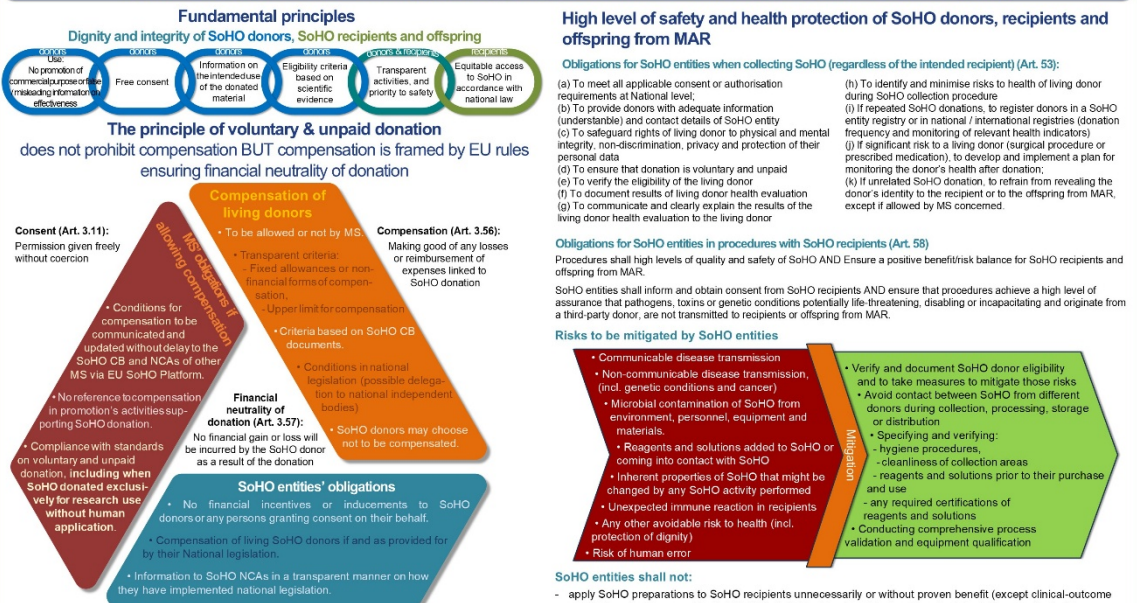 Fundamental principles
Dignity and integrity of SoHO donors, SoHO recipients and offspring
donors
Use:
No promotion of
commercial purpose or false
/ misleading information on
effectiveness
donors
Free consent
donors
Information on
the intended use
of the donated
material
donors
Eligibility criteria
based on
scientific
evidence
donors & recipients
Transparent
activities, and
priority to safety
recipients
Equitable access
to SoHO in
accordance with
national law
The principle of voluntary & unpaid donation
does not prohibit compensation BUT compensation is framed by EU rules
ensuring financial neutrality of donation
Consent (Art. 3.11):
Permission given freely
without coercion
MS' obligations if
allowing compensation
• Conditions for
compensation to be
communicated and
updated without delay to the
SoHO CB and NCAs of other
MS via EU SoHO Platform.
• No reference to compensation
in promotion's activities sup-
porting SoHO donation.
• Compliance with standards
on voluntary and unpaid
donation, including when
SoHO donated exclusi-
vely for research use
without human
application.
Compensation of
living donors
• To be allowed or not by MS.
• Transparent criteria:
- Fixed allowances or non-
financial forms of compen-
sation,
- Upper limit for compensation
• Criteria based on SoHO CB
documents.
• Conditions in national
legislation (possible delega-
tion to national independent
bodies)
• SoHO donors may choose
not to be compensated.
Compensation (Art. 3.56):
Making good of any losses
or reimbursement of
expenses linked to
SoHO donation
Financial
neutrality of
donation (Art. 3.57):
No financial gain or loss will
be incurred by the SoHO donor
as a result of the donation
SoHO entities' obligations
• No financial incentives or inducements to SoHO
donors or any persons granting consent on their behalf.
• Compensation of living SoHO donors if and as provided for
by their National legislation.
• Information to SoHO NCAs in a transparent manner on how
they have implemented national legislation.
High level of safety and health protection of SoHO donors, recipients and
offspring from MAR
Obligations for SoHO entities when collecting SoHO (regardless of the intended recipient) (Art. 53):
(a) To meet all applicable consent or authorisation
requirements at National level;
(b) To provide donors with adequate information
(understanble) and contact details of SoHO entity
(c) To safeguard rights of living donor to physical and mental
integrity, non-discrimination, privacy and protection of their
personal data
(d) To ensure that donation is voluntary and unpaid
(e) To verify the eligibility of the living donor
(f) To document results of living donor health evaluation
(g) To communicate and clearly explain the results of the
living donor health evaluation to the living donor
(h) To identify and minimise risks to health of living donor
during SoHO collection procedure
(i) If repeated SoHO donations, to register donors in a SoHO
entity registry or in national / international registries (donation
frequency and monitoring of relevant health indicators)
(j) If significant risk to a living donor (surgical procedure or
prescribed medication), to develop and implement a plan for
monitoring the donor's health after donation;
(k) If unrelated SoHO donation, to refrain from revealing the
donor's identity to the recipient or to the offspring from MAR,
except if allowed by MS concerned.
Obligations for SoHO entities in procedures with SoHO recipients (Art. 58)
Procedures shall high levels of quality and safety of SoHO AND Ensure a positive benefit/risk balance for SoHO recipients and
offspring from MAR.
SoHO entities shall inform and obtain consent from SoHO recipients AND ensure that procedures achieve a high level of
assurance that pathogens, toxins or genetic conditions potentially life-threatening, disabling or incapacitating and originate from
a third-party donor, are not transmitted to recipients or offspring from MAR.
Risks to be mitigated by SoHO entities
• Communicable disease transmission
• Non-communicable disease transmission,
(incl. genetic conditions and cancer)
• Microbial contamination of SoHO from
environment, personnel, equipment and
materials.
• Reagents and solutions added to SoHO or
coming into contact with SoHO
• Inherent properties of SoHO that might be
changed by any SoHO activity performed
• Unexpected immune reaction in recipients
• Any other avoidable risk to health (incl.
protection of dignity)
• Risk of human error
Mitigation
• Verify and document SoHO donor eligibility
and to take measures to mitigate those risks
• Avoid contact between SoHO from different
donors during collection, processing, storage
or distribution
• Specifying and verifying:
- hygiene procedures,
- cleanliness of collection areas
- reagents and solutions prior to their purchase
and use
- any required certifications of
reagents and solutions
• Conducting comprehensive process
validation and equipment qualification
SoHO entities shall not:
- apply SoHO preparations to SoHO recipients unnecessarily or without proven benefit (except clinical-outcome